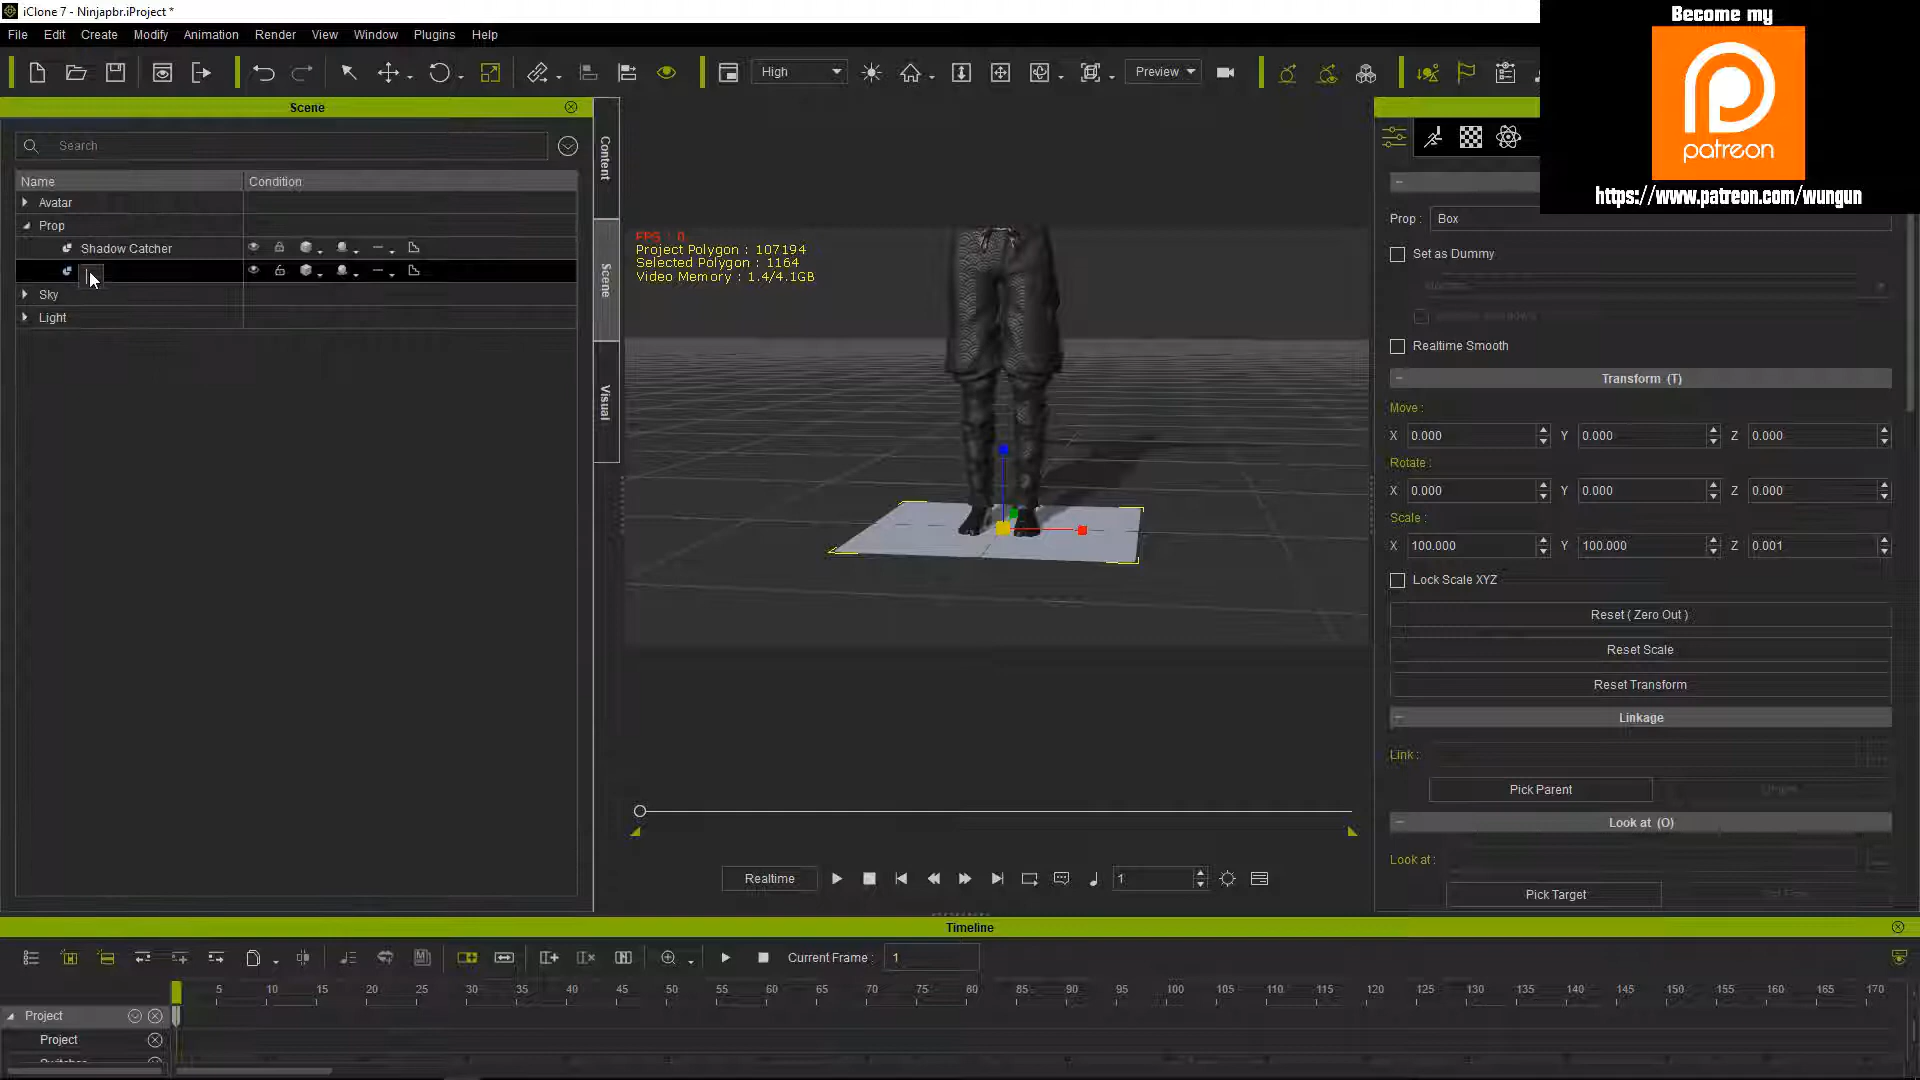 iClone 7 - Ninjapbr.iProject *
File Edit Create Modify Animation Render View Window Plugins Help
High
Preview
Become my
patreon
https://www.patreon.com/wungun
Scene
Search
Name Condition
Avatar
Prop
Shadow Catcher
Sky
Light
Content
Scene
Visual
FPS : 0
Project Polygon : 107194
Selected Polygon : 1164
Video Memory : 1.4/4.1GB
Prop : Box
Set as Dummy
Realtime Smooth
Transform (T)
Move :
X 0.000 Y 0.000 Z 0.000
Rotate :
X 0.000 Y 0.000 Z 0.000
Scale :
X 100.000 Y 100.000 Z 0.001
Lock Scale XYZ
Reset ( Zero Out )
Reset Scale
Reset Transform
Linkage
Link :
Pick Parent
Look at (O)
Look at :
Pick Target
Realtime
1
Timeline
Current Frame : 1
5 10 15 20 25 30 35 40 45 50 55 60 65 70 75 80 85 90 95 100 105 110 115 120 125 130 135 140 145 150 155 160 165 170
Project
Project